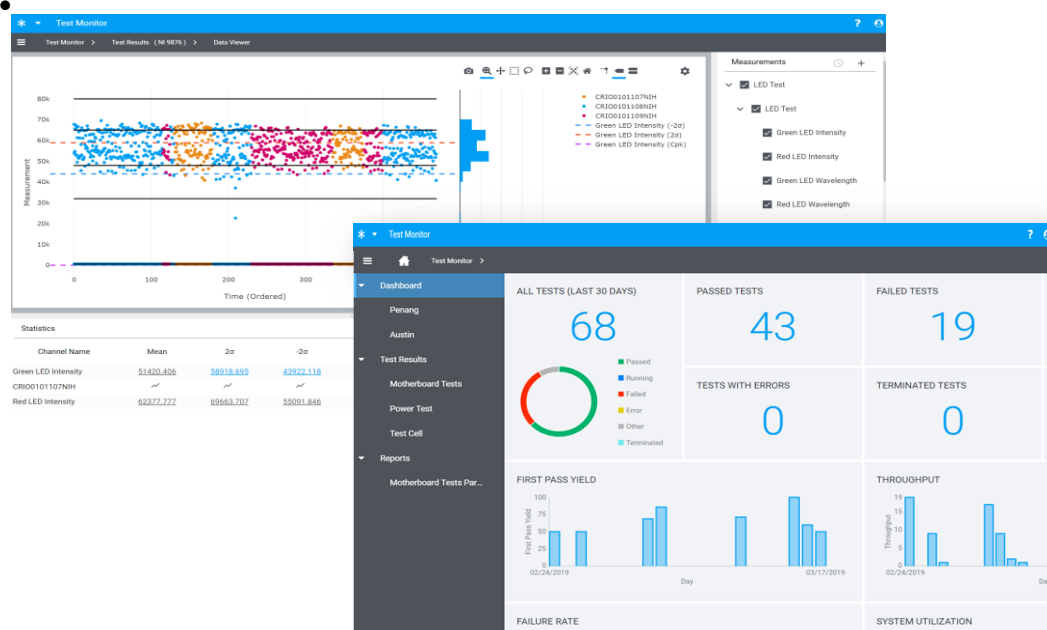 Test Monitor
?
Test Monitor > Test Results ( NI 9876 ) > Data Viewer
Measurements
LED Test
LED Test
Green LED Intensity
Red LED Intensity
Green LED Wavelength
Red LED Wavelength
CRIO0101107NIH
CRIO0101108NIH
CRIO0101109NIH
Green LED Intensity (-2σ)
Green LED Intensity (2σ)
Green LED Intensity (Cpk)
80k
70k
60k
50k
40k
30k
20k
10k
0
Measurement
0 100 200 300
Time (Ordered)
Statistics
Channel Name Mean 2σ -2σ
Green LED Intensity 51420.406 58918.695 43922.118
CRIO0101107NIH
Red LED Intensity 62377.777 69663.707 55091.846
Test Monitor
?
Test Monitor >
Dashboard
Penang
Austin
Test Results
Motherboard Tests
Power Test
Test Cell
Reports
Motherboard Tests Par...
ALL TESTS (LAST 30 DAYS)
68
Passed
Running
Failed
Error
Other
Terminated
PASSED TESTS
43
FAILED TESTS
19
TESTS WITH ERRORS
0
TERMINATED TESTS
0
FIRST PASS YIELD
100
75
50
25
0
First Pass Yield
02/24/2019 03/17/2019
Day
THROUGHPUT
19
15
10
5
0
Throughput
02/24/2019
Da
FAILURE RATE
SYSTEM UTILIZATION